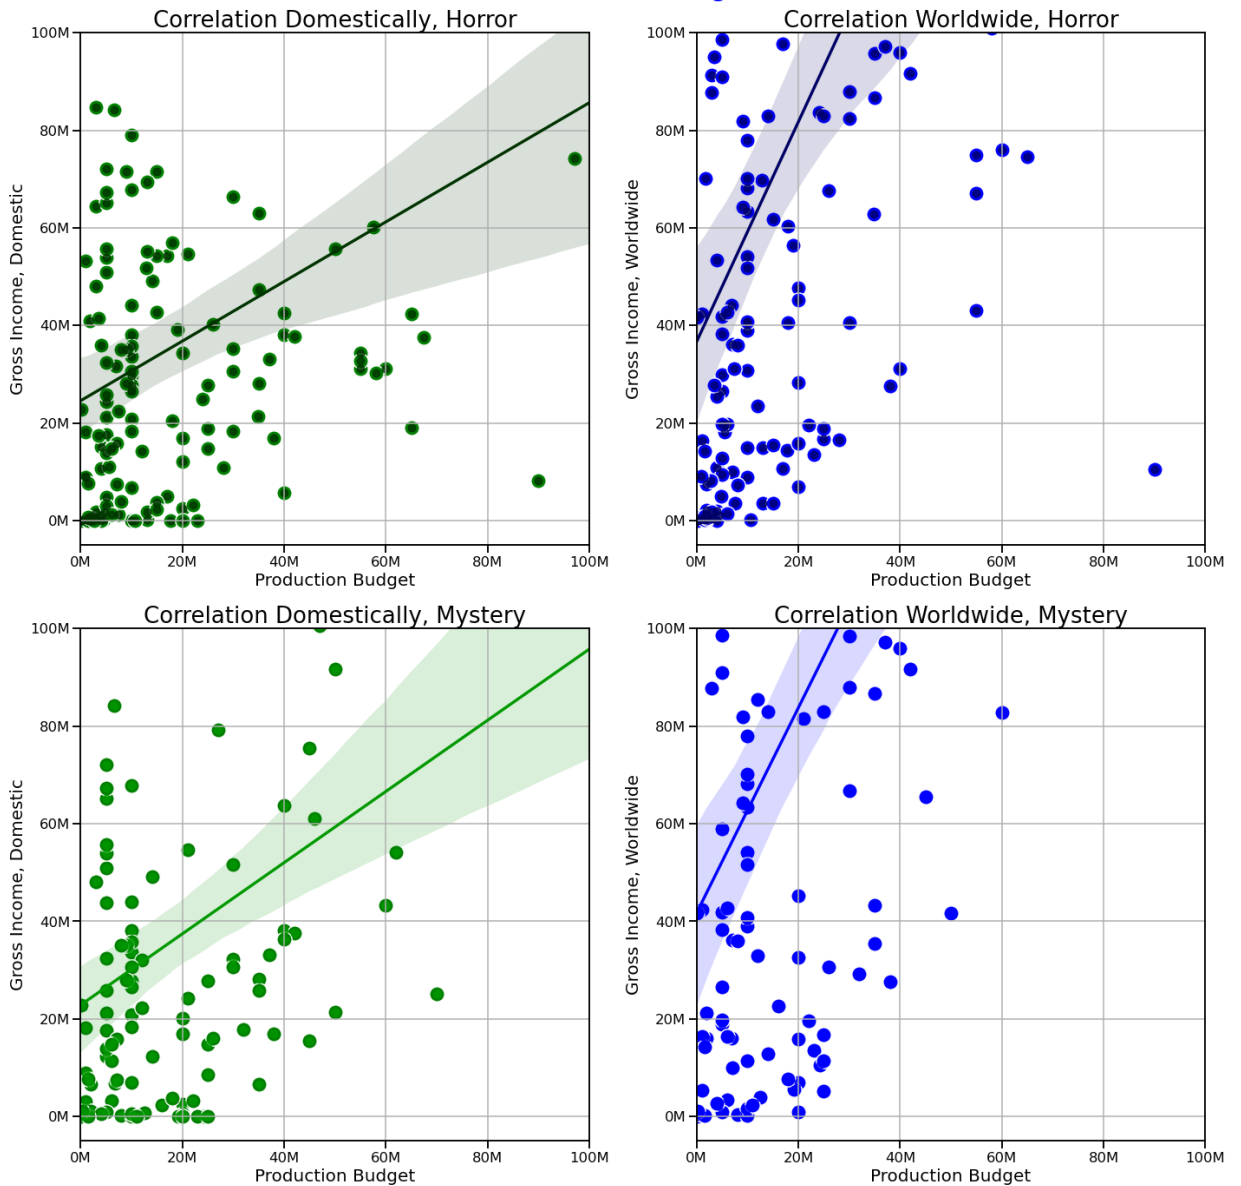 Correlation Domestically, Horror
100M
80M
60M
40M
20M
0M
Gross Income, Domestic
0M 20M 40M 60M 80M 100M
Production Budget
Correlation Worldwide, Horror
100M
80M
60M
40M
20M
0M
Gross Income, Worldwide
0M 20M 40M 60M 80M 100M
Production Budget
Correlation Domestically, Mystery
100M
80M
60M
40M
20M
0M
Gross Income, Domestic
0M 20M 40M 60M 80M 100M
Production Budget
Correlation Worldwide, Mystery
100M
80M
60M
40M
20M
0M
Gross Income, Worldwide
0M 20M 40M 60M 80M 100M
Production Budget